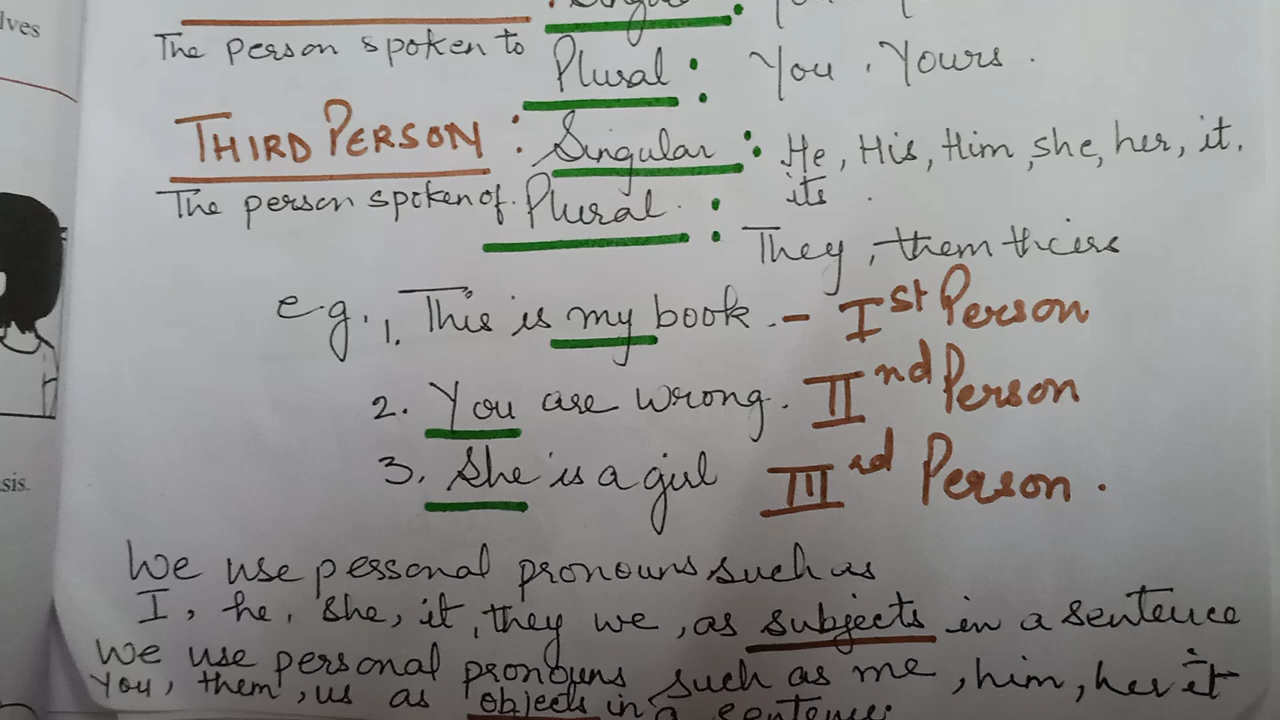 lves
The person spoken to
Plural : You, Yours.
THIRD PERSON : Singular : He, His, Him, she, her, it,
its.
The person spoken of. Plural :
They, them theirs
e.g. 1. This is my book. - Ist Person
2. You are wrong. IInd Person
3. She is a girl IIIrd Person.
sis.
We use personal pronouns such as
I, he, she, it, they we, as subjects in a sentence
We use personal pronouns such as me, him, her it
You, them, us as objects in a sentence